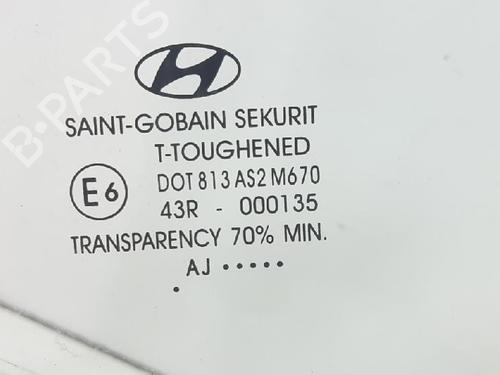 B-PARTS
SAINT-GOBAIN SEKURIT
T-TOUGHENED
E6
DOT 813 AS2 M670
43R - 000135
TRANSPARENCY 70% MIN.
AJ •••••
•